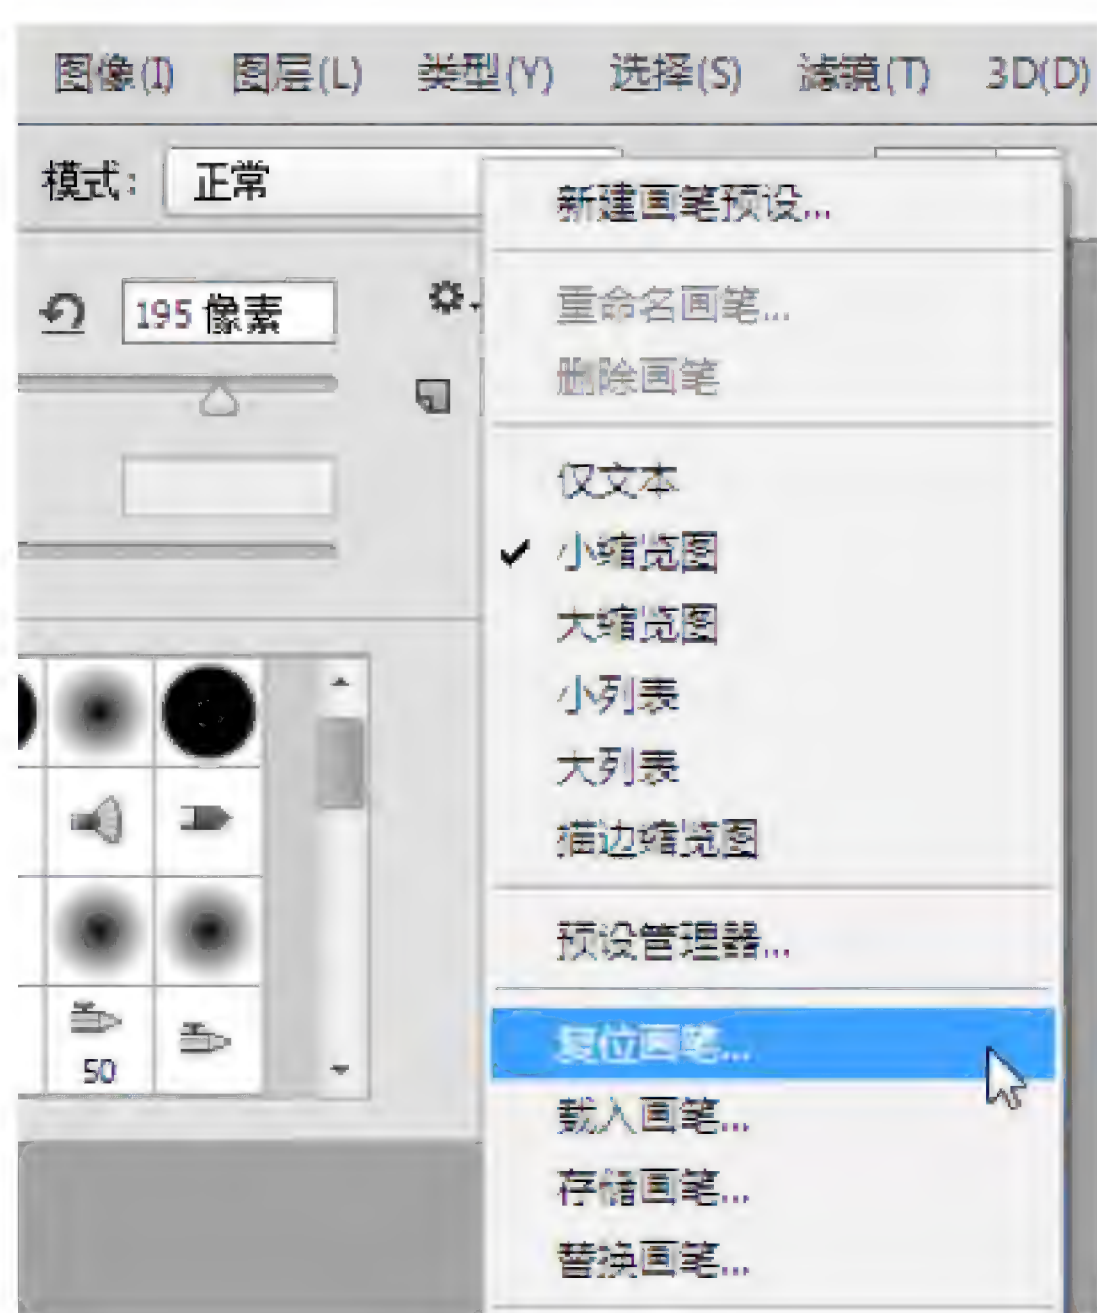 图像(I) 图层(L) 类型(Y) 选择(S) 滤镜(T) 3D(D)
模式: 正常
195 像素
50
新建画笔预设...
重命名画笔...
删除画笔
仅文本
小缩览图
大缩览图
小列表
大列表
描边缩览图
预设管理器...
复位画笔...
载入画笔...
存储画笔...
替换画笔...